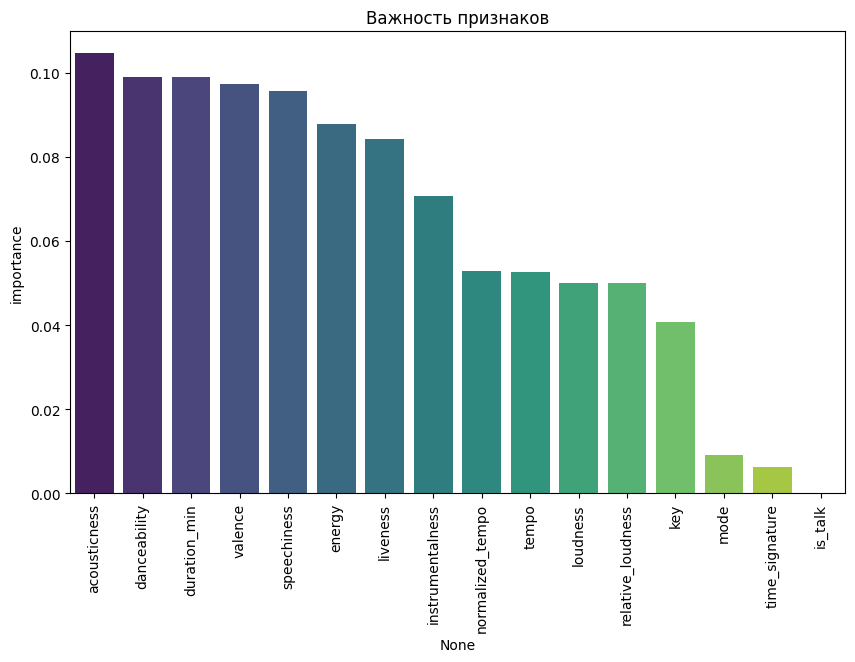 Важность признаков
importance
0.10
0.08
0.06
0.04
0.02
0.00
acousticness
danceability
duration_min
valence
speechiness
energy
liveness
instrumentalness
normalized_tempo
tempo
loudness
relative_loudness
key
mode
time_signature
is_talk
None